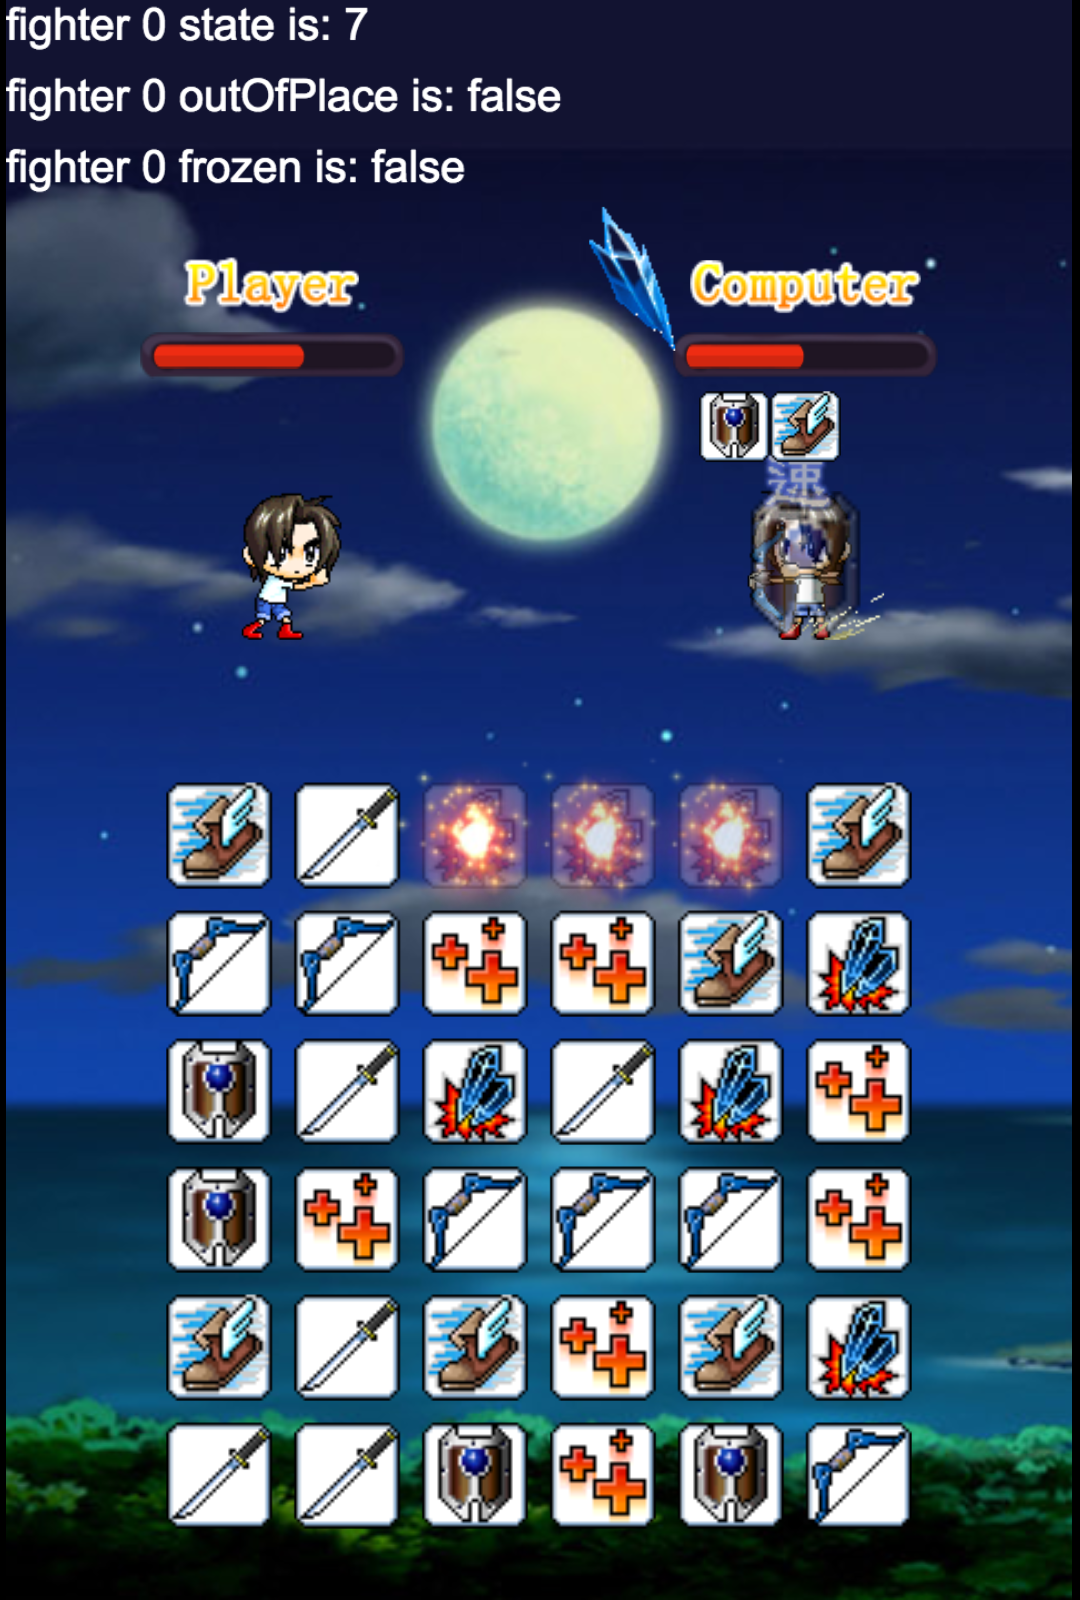 fighter 0 state is: 7
fighter 0 outOfPlace is: false
fighter 0 frozen is: false
Player
Computer
速